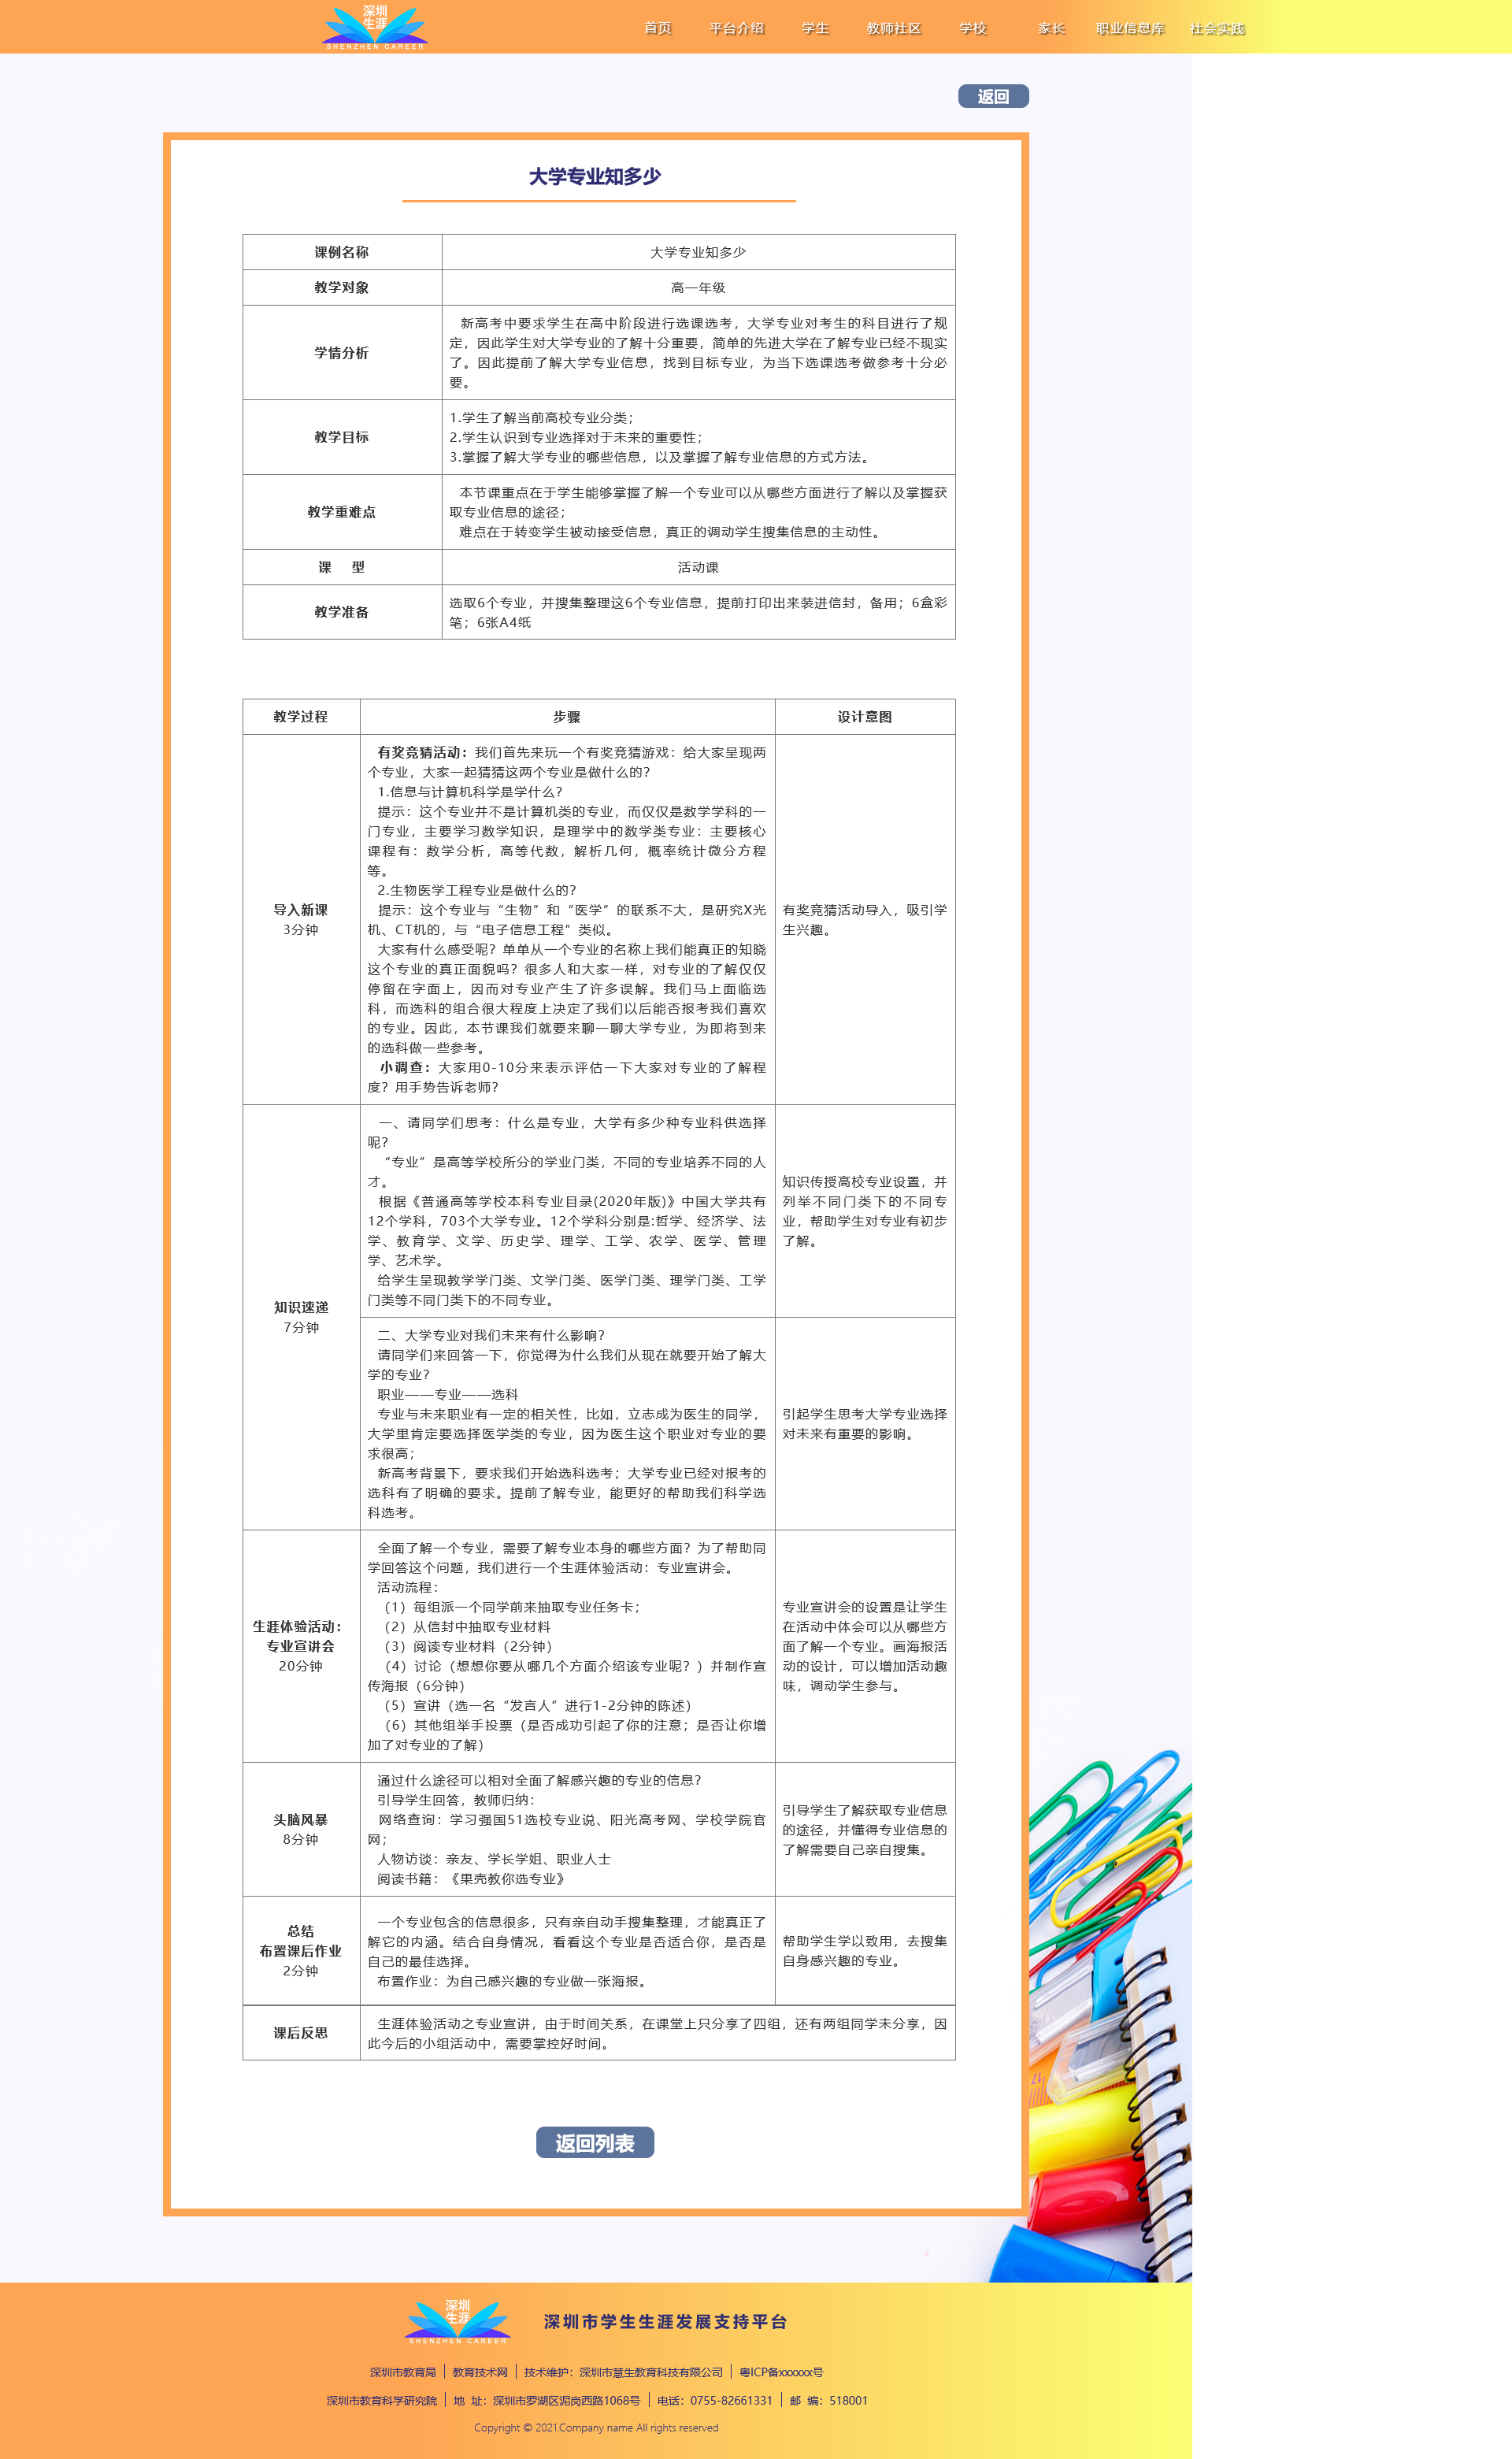 深圳
生涯
SHENZHEN CAREER
首页 平台介绍 学生 教师社区 学校 家长 职业信息库 社会实践
返回
大学专业知多少
课例名称 大学专业知多少
教学对象 高一年级
学情分析
新高考中要求学生在高中阶段进行选课选考，大学专业对考生的科目进行了规
定，因此学生对大学专业的了解十分重要，简单的先进大学在了解专业已经不现实
了。因此提前了解大学专业信息，找到目标专业，为当下选课选考做参考十分必
要。
教学目标
1.学生了解当前高校专业分类；
2.学生认识到专业选择对于未来的重要性；
3.掌握了解大学专业的哪些信息，以及掌握了解专业信息的方式方法。
教学重难点
本节课重点在于学生能够掌握了解一个专业可以从哪些方面进行了解以及掌握获
取专业信息的途径；
难点在于转变学生被动接受信息，真正的调动学生搜集信息的主动性。
课 型 活动课
教学准备
选取6个专业，并搜集整理这6个专业信息，提前打印出来装进信封，备用；6盒彩
笔；6张A4纸
教学过程 步骤 设计意图
导入新课
3分钟
有奖竞猜活动：我们首先来玩一个有奖竞猜游戏：给大家呈现两
个专业，大家一起猜猜这两个专业是做什么的？
1.信息与计算机科学是学什么？
提示：这个专业并不是计算机类的专业，而仅仅是数学学科的一
门专业，主要学习数学知识，是理学中的数学类专业：主要核心
课程有：数学分析，高等代数，解析几何，概率统计微分方程
等。
2.生物医学工程专业是做什么的？
提示：这个专业与“生物”和“医学”的联系不大，是研究X光
机、CT机的，与“电子信息工程”类似。
大家有什么感受呢？单单从一个专业的名称上我们能真正的知晓
这个专业的真正面貌吗？很多人和大家一样，对专业的了解仅仅
停留在字面上，因而对专业产生了许多误解。我们马上面临选
科，而选科的组合很大程度上决定了我们以后能否报考我们喜欢
的专业。因此，本节课我们就要来聊一聊大学专业，为即将到来
的选科做一些参考。
小调查：大家用0-10分来表示评估一下大家对专业的了解程
度？用手势告诉老师？
有奖竞猜活动导入，吸引学
生兴趣。
知识速递
7分钟
一、请同学们思考：什么是专业，大学有多少种专业科供选择
呢？
“专业”是高等学校所分的学业门类，不同的专业培养不同的人
才。
根据《普通高等学校本科专业目录(2020年版)》中国大学共有
12个学科，703个大学专业。12个学科分别是:哲学、经济学、法
学、教育学、文学、历史学、理学、工学、农学、医学、管理
学、艺术学。
给学生呈现教学学门类、文学门类、医学门类、理学门类、工学
门类等不同门类下的不同专业。
知识传授高校专业设置，并
列举不同门类下的不同专
业，帮助学生对专业有初步
了解。
二、大学专业对我们未来有什么影响？
请同学们来回答一下，你觉得为什么我们从现在就要开始了解大
学的专业？
职业——专业——选科
专业与未来职业有一定的相关性，比如，立志成为医生的同学，
大学里肯定要选择医学类的专业，因为医生这个职业对专业的要
求很高；
新高考背景下，要求我们开始选科选考；大学专业已经对报考的
选科有了明确的要求。提前了解专业，能更好的帮助我们科学选
科选考。
引起学生思考大学专业选择
对未来有重要的影响。
生涯体验活动：
专业宣讲会
20分钟
全面了解一个专业，需要了解专业本身的哪些方面？为了帮助同
学回答这个问题，我们进行一个生涯体验活动：专业宣讲会。
活动流程：
（1）每组派一个同学前来抽取专业任务卡；
（2）从信封中抽取专业材料
（3）阅读专业材料（2分钟）
（4）讨论（想想你要从哪几个方面介绍该专业呢？）并制作宣
传海报（6分钟）
（5）宣讲（选一名“发言人”进行1-2分钟的陈述）
（6）其他组举手投票（是否成功引起了你的注意；是否让你增
加了对专业的了解）
专业宣讲会的设置是让学生
在活动中体会可以从哪些方
面了解一个专业。画海报活
动的设计，可以增加活动趣
味，调动学生参与。
头脑风暴
8分钟
通过什么途径可以相对全面了解感兴趣的专业的信息？
引导学生回答，教师归纳：
网络查询：学习强国51选校专业说、阳光高考网、学校学院官
网；
人物访谈：亲友、学长学姐、职业人士
阅读书籍：《果壳教你选专业》
引导学生了解获取专业信息
的途径，并懂得专业信息的
了解需要自己亲自搜集。
总结
布置课后作业
2分钟
一个专业包含的信息很多，只有亲自动手搜集整理，才能真正了
解它的内涵。结合自身情况，看看这个专业是否适合你，是否是
自己的最佳选择。
布置作业：为自己感兴趣的专业做一张海报。
帮助学生学以致用，去搜集
自身感兴趣的专业。
课后反思
生涯体验活动之专业宣讲，由于时间关系，在课堂上只分享了四组，还有两组同学未分享，因
此今后的小组活动中，需要掌控好时间。
返回列表
深圳
生涯
SHENZHEN CAREER
深圳市学生生涯发展支持平台
深圳市教育局 教育技术网 技术维护：深圳市慧生教育科技有限公司 粤ICP备xxxxxx号
深圳市教育科学研究院 地 址：深圳市罗湖区泥岗西路1068号 电话：0755-82661331 邮 编：518001
Copyright © 2021.Company name All rights reserved